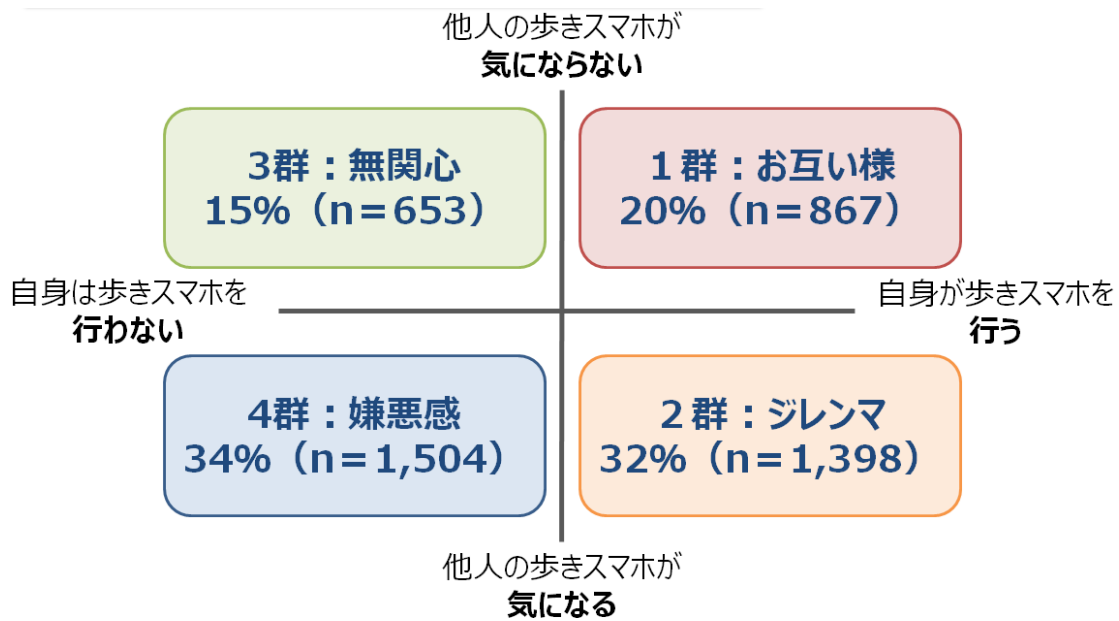 他人の歩きスマホが
気にならない
3群：無関心
15%（n＝653）
１群：お互い様
20%（n＝867）
自身は歩きスマホを
行わない
自身が歩きスマホを
行う
4群：嫌悪感
34%（n＝1,504）
２群：ジレンマ
32%（n＝1,398）
他人の歩きスマホが
気になる